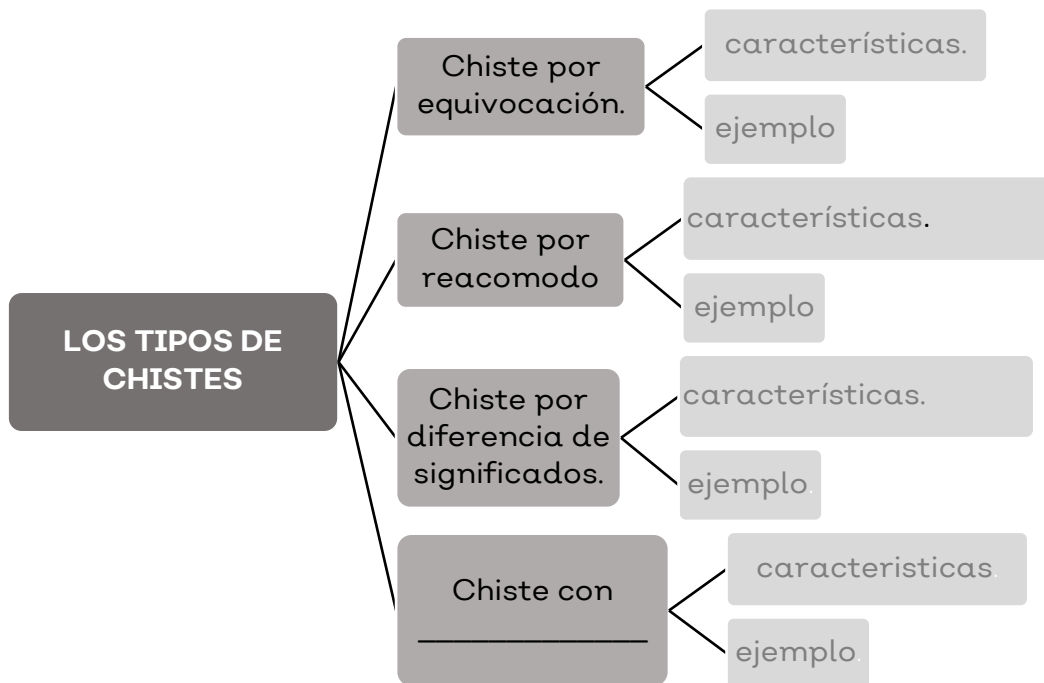 LOS TIPOS DE
CHISTES
Chiste por
equivocación.
características.
ejemplo
Chiste por
reacomodo
características.
ejemplo
Chiste por
diferencia de
significados.
características.
ejemplo.
Chiste con
_______________
caracteristicas.
ejemplo.